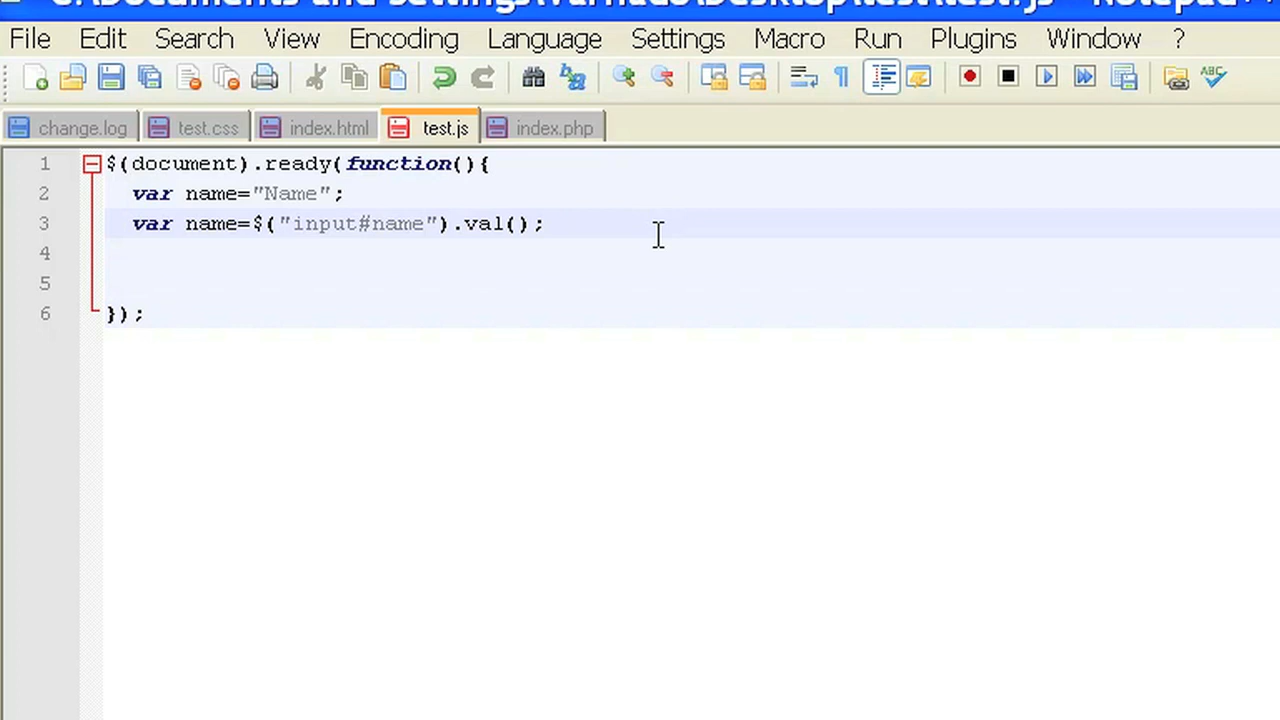 File Edit Search View Encoding Language Settings Macro Run Plugins Window ?
change.log test.css index.html test.js index.php
1 $(document).ready(function(){
2 var name="Name";
3 var name=$("input#name").val();
4
5
6 });